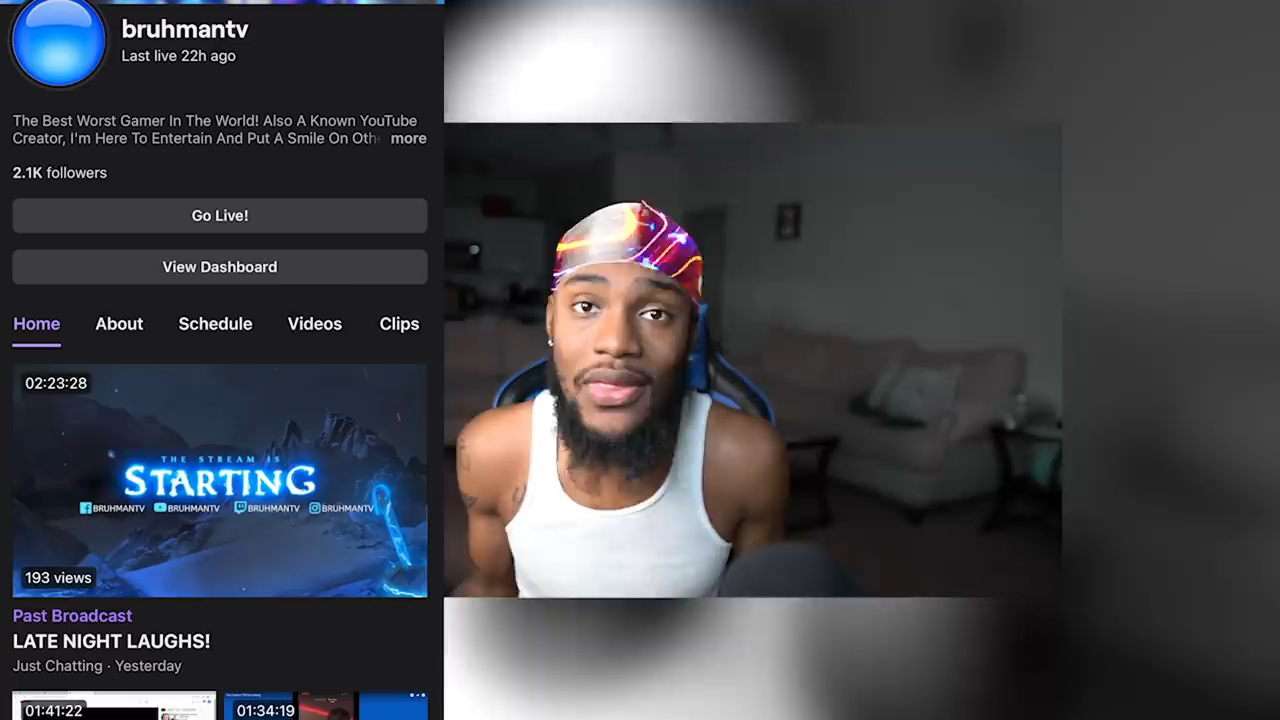 bruhmantv
Last live 22h ago
The Best Worst Gamer In The World! Also A Known YouTube
Creator, I'm Here To Entertain And Put A Smile On Oth more
2.1K followers
Go Live!
View Dashboard
Home About Schedule Videos Clips
02:23:28
THE STREAM IS
STARTING
BRUHMANTV BRUHMANTV BRUHMANTV BRUHMANTV
193 views
Past Broadcast
LATE NIGHT LAUGHS!
Just Chatting · Yesterday
01:41:22 01:34:19